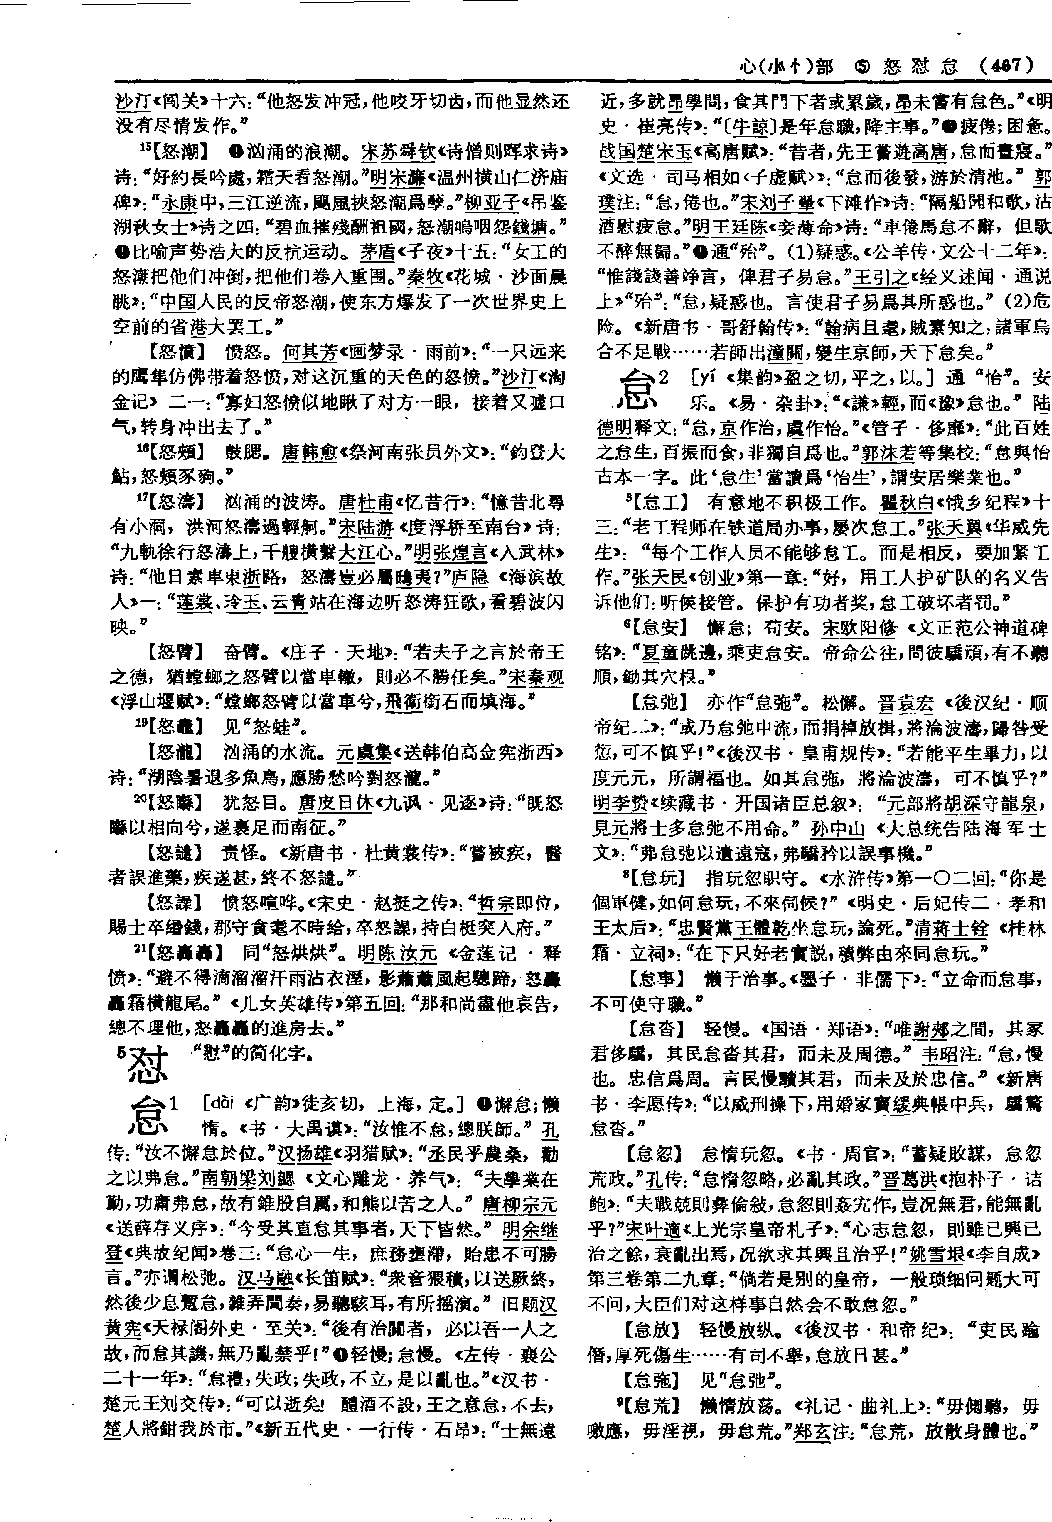 心(小忄)部 ⑤ 怒怼怠 (467)
沙汀《闯关》十六：“他怒发冲冠，他咬牙切齿，而他显然还
没有尽情发作。”
15【怒潮】 ❶汹涌的浪潮。宋苏舜钦《诗僧则晖求诗》
诗：“好約長吟處，霜天看怒潮。”明宋濂《温州横山仁济庙
碑》：“永康中，三江逆流，颶風挾怒潮爲孽。”柳亚子《吊鉴
湖秋女士》诗之四：“碧血摧殘酬祖國，怒潮嗚咽怨錢塘。”
❷比喻声势浩大的反抗运动。茅盾《子夜》十五：“女工的
怒潮把他们冲倒，把他们卷入重围。”秦牧《花城·沙面晨
眺》：“中国人民的反帝怒潮，使东方爆发了一次世界史上
空前的省港大罢工。”
【怒憤】 愤怒。何其芳《画梦录·雨前》：“一只远来
的鹰隼仿佛带着怒愤，对这沉重的天色的怒愤。”沙汀《淘
金记》二一：“寡妇怒愤似地瞅了对方一眼，接着又嘘口
气，转身冲出去了。”
16【怒頰】 鼓腮。唐韩愈《祭河南张员外文》：“鈎登大
鮎，怒頰豕狗。”
17【怒濤】 汹涌的波涛。唐杜甫《忆昔行》：“憶昔北尋
有小洞，洪河怒濤過輕舸。”宋陆游《度浮桥至南台》诗：
“九軌徐行怒濤上，千艘橫繫大江心。”明张煌言《入武林》
诗：“他日素車東浙路，怒濤豈必屬鴟夷？”庐隐《海滨故
人》一：“莲裳、玲玉、云青站在海边听怒涛狂歌，看碧波闪
映。”
【怒臂】 奋臂。《庄子·天地》：“若夫子之言於帝王
之德，猶螳螂之怒臂以當車轍，則必不勝任矣。”宋秦观
《浮山堰赋》：“螳螂怒臂以當車兮，飛衛銜石而填海。”
19【怒鼃】 见“怒蛙”。
【怒瀧】 汹涌的水流。元虞集《送韩伯高佥宪浙西》
诗：“湖陰暑退多魚鳥，應勝愁吟對怒瀧。”
20【怒矉】 犹怒目。唐皮日休《九讽·见逐》诗：“既怒
矉以相向兮，遂裹足而南征。”
【怒譴】 责怪。《新唐书·杜黄裳传》：“嘗被疾，醫
者誤進藥，疾遂甚，終不怒譴。”
【怒譟】 愤怒喧哗。《宋史·赵挺之传》：“哲宗即位，
賜士卒緡錢，郡守貪耄不時給，卒怒譟，持白梃突入府。”
21【怒轟轟】 同“怒烘烘”。明陈汝元《金莲记·释
愤》：“避不得滴溜溜汗雨沾衣溼，影蕭蕭風起驄蹄，怒轟
轟霜橫龍尾。”《儿女英雄传》第五回：“那和尚盡他哀告，
總不理他，怒轟轟的進房去。”
5怼 “懟”的简化字。
怠1 [dài 《广韵》徒亥切，上海，定。] ❶懈怠；懒
惰。《书·大禹谟》：“汝惟不怠，總朕師。”孔
传：“汝不懈怠於位。”汉扬雄《羽猎赋》：“丞民乎農桑，勸
之以弗怠。”南朝梁刘勰《文心雕龙·养气》：“夫學業在
勤，功庸弗怠，故有錐股自厲，和熊以苦之人。”唐柳宗元
《送薛存义序》：“今受其直怠其事者，天下皆然。”明余继
登《典故纪闻》卷三：“怠心一生，庶務壅滯，貽患不可勝
言。”亦谓松弛。汉马融《长笛赋》：“衆音猥積，以送厥終，
然後少息蹔怠，雜弄間奏，易聽駭耳，有所搖演。”旧题汉
黄宪《天禄阁外史·至关》：“後有治闕者，必以吾一人之
故，而怠其譏，無乃亂禁乎！”❷轻慢；怠慢。《左传·襄公
二十一年》：“怠禮，失政；失政，不立，是以亂也。”《汉书·
楚元王刘交传》：“可以逝矣！醴酒不設，王之意怠，不去，
楚人將鉗我於市。”《新五代史·一行传·石昂》：“士無遠
近，多就昂學問，食其門下者或累歲，昂未嘗有怠色。”《明
史·崔亮传》：“〔牛諒〕是年怠職，降主事。”❸疲倦；困惫。
战国楚宋玉《高唐赋》：“昔者，先王嘗遊高唐，怠而晝寢。”
《文选·司马相如〈子虚赋〉》：“怠而後發，游於清池。”郭
璞注：“怠，倦也。”宋刘子翬《下滩作》诗：“隔船閧和歌，沽
酒慰疲怠。”明王廷陈《妾薄命》诗：“車倦馬怠不辭，但歌
不醉無歸。”❹通“殆”。(1)疑惑。《公羊传·文公十二年》：
“惟諓諓善竫言，俾君子易怠。”王引之《经义述闻·通说
上》“殆”：“怠，疑惑也。言使君子易爲其所惑也。”(2)危
险。《新唐书·哥舒翰传》：“翰病且耄，賊素知之，諸軍烏
合不足戰……若師出潼關，變生京師，天下怠矣。”
怠2 [yí 《集韵》盈之切，平之，以。] 通“怡”。安
乐。《易·杂卦》：“《謙》輕，而《豫》怠也。”陆
德明释文：“怠，京作治，虞作怡。”《管子·侈靡》：“此百姓
之怠生，百振而食，非獨自爲也。”郭沫若等集校：“怠與怡
古本一字。此‘怠生’當讀爲‘怡生’，謂安居樂業也。”
3【怠工】 有意地不积极工作。瞿秋白《饿乡纪程》十
三：“老工程师在铁道局办事，屡次怠工。”张天翼《华威先
生》：“每个工作人员不能够怠工。而是相反，要加紧工
作。”张天民《创业》第一章：“好，用工人护矿队的名义告
诉他们：听候接管。保护有功者奖，怠工破坏者罚。”
6【怠安】 懈怠；苟安。宋欧阳修《文正范公神道碑
铭》：“夏童跳邊，乘吏怠安。帝命公往，問彼驕頑，有不聽
順，鋤其穴根。”
【怠弛】 亦作“怠弛”。松懈。晋袁宏《後汉纪·顺
帝纪二》：“或乃怠弛中流，而捐棹放楫，將淪波濤，歸咎受
愆，可不慎乎！”《後汉书·皇甫规传》：“若能平生畢力，以
度元元，所謂福也。如其怠弛，將淪波濤，可不慎乎？”
明李贽《续藏书·开国诸臣总叙》：“元部將胡深守龍泉，
見元將士多怠弛不用命。”孙中山《大总统告陆海军士
文》：“弗怠弛以遺遠寇，弗驕矜以誤事機。”
8【怠玩】 指玩忽职守。《水浒传》第一〇二回：“你是
個軍健，如何怠玩，不來伺候？”《明史·后妃传二·孝和
王太后》：“忠賢黨王體乾坐怠玩，論死。”清蒋士铨《桂林
霜·立祠》：“在下只好老實説，積弊由來同怠玩。”
【怠事】 懒于治事。《墨子·非儒下》：“立命而怠事，
不可使守職。”
【怠沓】 轻慢。《国语·郑语》：“唯謝郟之間，其冢
君侈驕，其民怠沓其君，而未及周德。”韦昭注：“怠，慢
也。忠信爲周。言民慢黷其君，而未及於忠信。”《新唐
书·李愿传》：“以威刑操下，用婚家竇緩典帳中兵，驕驁
怠沓。”
【怠忽】 怠惰玩忽。《书·周官》：“蓄疑敗謀，怠忽
荒政。”孔传：“怠惰忽略，必亂其政。”晋葛洪《抱朴子·诘
鲍》：“夫戰兢則彝倫敍，怠忽則姦宄作，豈況無君，能無亂
乎？”宋叶適《上光宗皇帝札子》：“心志怠忽，則雖已興已
治之餘，衰亂出焉，況欲求其興且治乎！”姚雪垠《李自成》
第三卷第二九章：“倘若是别的皇帝，一般琐细问题大可
不问，大臣们对这样事自然会不敢怠忽。”
【怠放】 轻慢放纵。《後汉书·和帝纪》：“吏民踰
僭，厚死傷生……有司不舉，怠放日甚。”
【怠弛】 见“怠弛”。
9【怠荒】 懒惰放荡。《礼记·曲礼上》：“毋側聽，毋
噭應，毋淫視，毋怠荒。”郑玄注：“怠荒，放散身體也。”